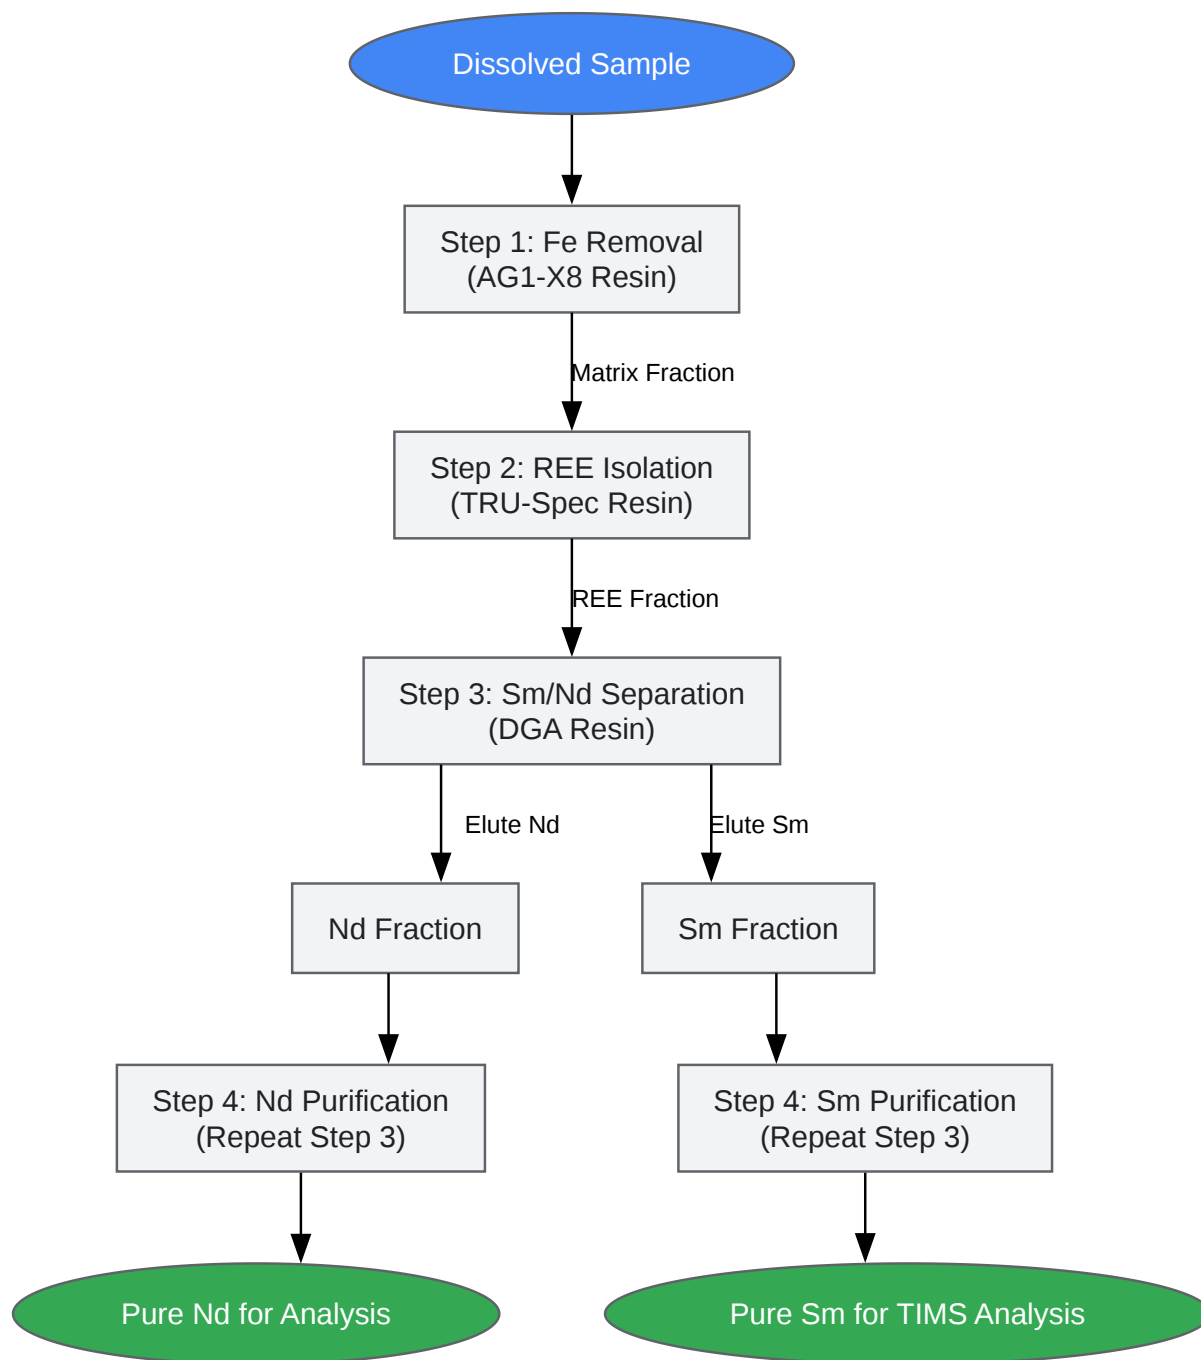 Dissolved Sample
Step 1: Fe Removal
(AG1-X8 Resin)
Matrix Fraction
Step 2: REE Isolation
(TRU-Spec Resin)
REE Fraction
Step 3: Sm/Nd Separation
(DGA Resin)
Elute Nd
Elute Sm
Nd Fraction
Sm Fraction
Step 4: Nd Purification
(Repeat Step 3)
Step 4: Sm Purification
(Repeat Step 3)
Pure Nd for Analysis
Pure Sm for TIMS Analysis